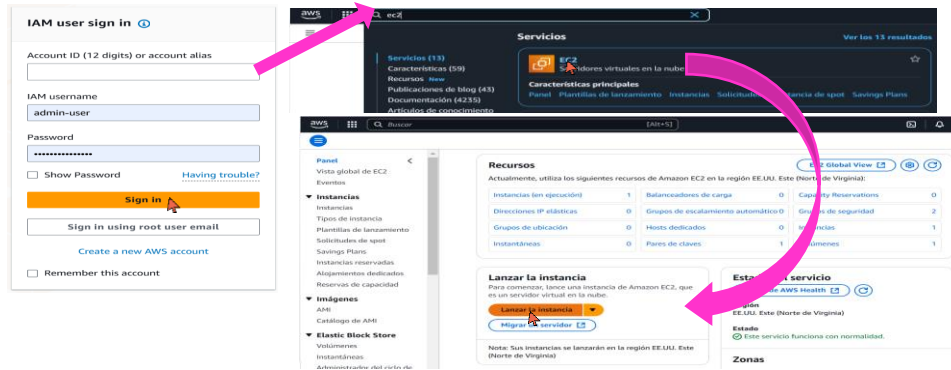 IAM user sign in
Account ID (12 digits) or account alias
IAM username
admin-user
Password
Show Password
Having trouble?
Sign in
Sign in using root user email
Create a new AWS account
Remember this account
aws
ec2
Servicios
Ver los 13 resultados
Servicios (13)
Características (59)
Recursos New
Publicaciones de blog (43)
Documentación (4235)
Artículos de conocimiento
EC2
Servidores virtuales en la nube
Características principales
Panel Plantillas de lanzamiento Instancias Savings Plans
aws
Buscar
[Alt+S]
Panel
Vista global de EC2
Eventos
Instancias
Instancias
Tipos de instancia
Plantillas de lanzamiento
Solicitudes de spot
Savings Plans
Instancias reservadas
Alojamientos dedicados
Reservas de capacidad
Imágenes
AMI
Catálogo de AMI
Elastic Block Store
Volúmenes
Instantáneas
Administrador del ciclo de
Recursos
EC2 Global View
Actualmente, utiliza los siguientes recursos de Amazon EC2 en la región EE.UU. Este (Norte de Virginia):
Instancias (en ejecución) 1
Balanceadores de carga 0
Capacity Reservations 0
Direcciones IP elásticas 0
Grupos de escalamiento automático 0
Grupos de seguridad 2
Grupos de ubicación 0
Hosts dedicados 0
Instancias 1
Instantáneas 0
Pares de claves 1
Volúmenes 1
Lanzar la instancia
Para comenzar, lance una instancia de Amazon EC2, que
es un servidor virtual en la nube.
Lanzar la instancia
Migrar un servidor
Nota: Sus instancias se lanzarán en la región EE.UU. Este
(Norte de Virginia)
servicio
de AWS Health
Región
EE.UU. Este (Norte de Virginia)
Estado
Este servicio funciona con normalidad.
Zonas